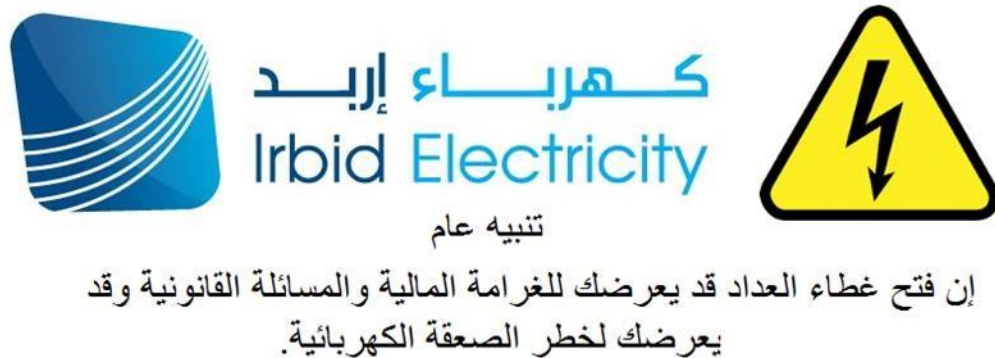 كهرباء إربد
Irbid Electricity
تنبيه عام
إن فتح غطاء العداد قد يعرضك للغرامة المالية والمسائلة القانونية وقد
يعرضك لخطر الصعقة الكهربائية.